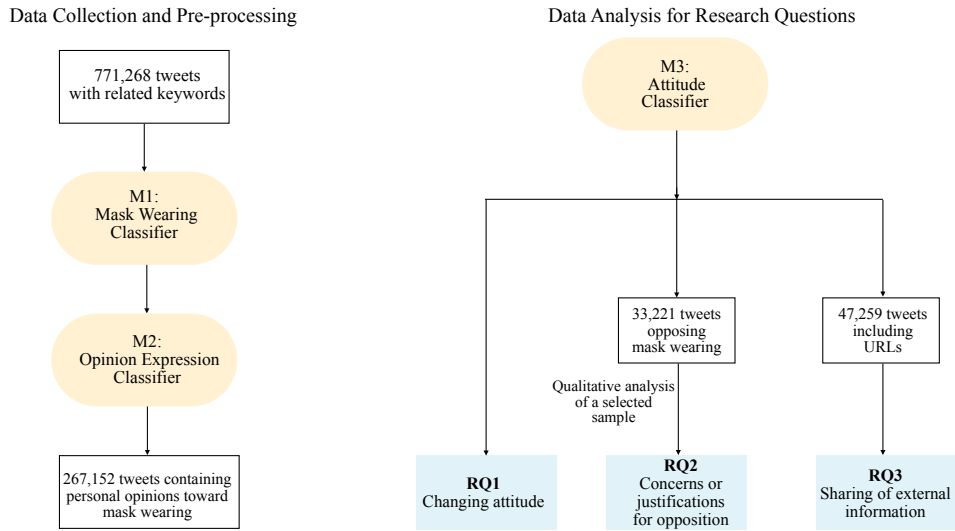 Data Collection and Pre-processing
771,268 tweets
with related keywords
M1:
Mask Wearing
Classifier
M2:
Opinion Expression
Classifier
267,152 tweets containing
personal opinions toward
mask wearing
Data Analysis for Research Questions
M3:
Attitude
Classifier
33,221 tweets
opposing
mask wearing
47,259 tweets
including
URLs
Qualitative analysis
of a selected
sample
RQ1
Changing attitude
RQ2
Concerns or
justifications
for opposition
RQ3
Sharing of external
information